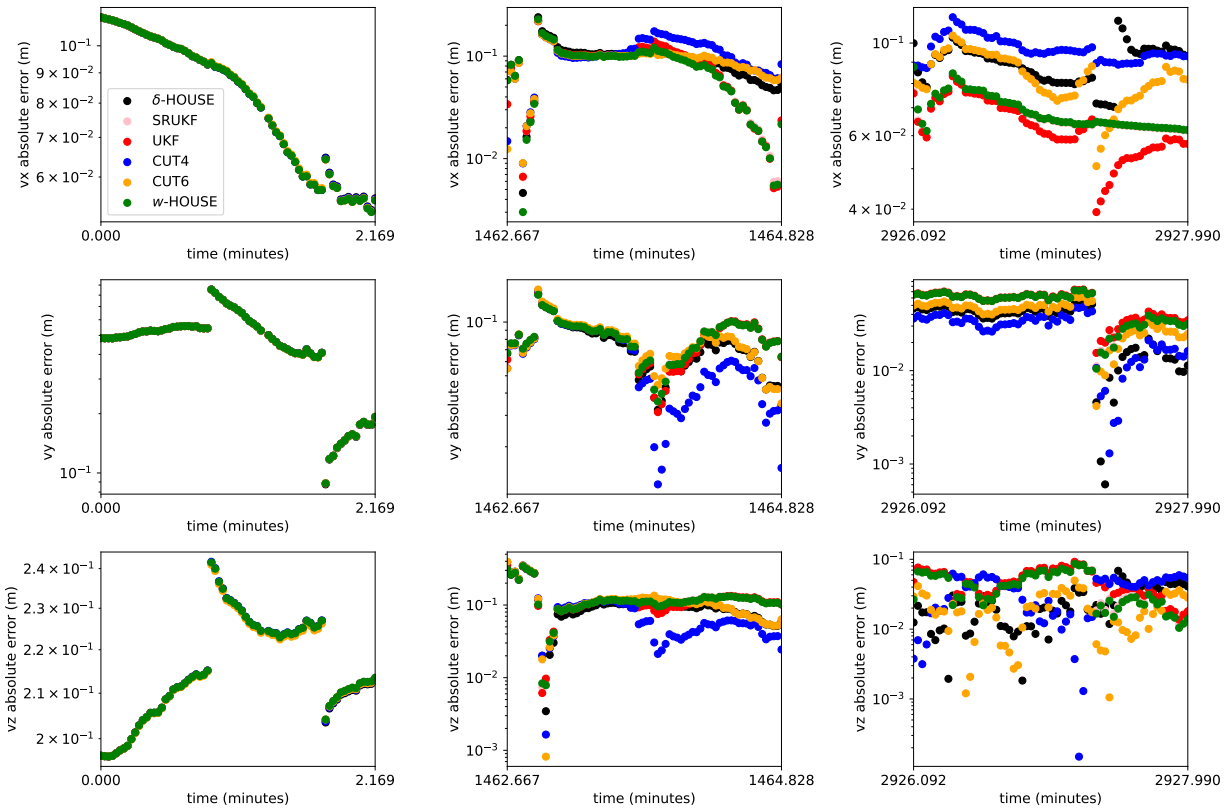 vx absolute error (m)
10⁻¹
9 × 10⁻²
8 × 10⁻²
7 × 10⁻²
6 × 10⁻²
δ-HOUSE
SRUKF
UKF
CUT4
CUT6
w-HOUSE
0.000
2.169
time (minutes)
vx absolute error (m)
10⁻¹
10⁻²
1462.667
1464.828
time (minutes)
vx absolute error (m)
10⁻¹
6 × 10⁻²
4 × 10⁻²
2926.092
2927.990
time (minutes)
vy absolute error (m)
10⁻¹
0.000
2.169
time (minutes)
vy absolute error (m)
10⁻¹
1462.667
1464.828
time (minutes)
vy absolute error (m)
10⁻²
10⁻³
2926.092
2927.990
time (minutes)
vz absolute error (m)
2.4 × 10⁻¹
2.3 × 10⁻¹
2.2 × 10⁻¹
2.1 × 10⁻¹
2 × 10⁻¹
0.000
2.169
time (minutes)
vz absolute error (m)
10⁻¹
10⁻²
10⁻³
1462.667
1464.828
time (minutes)
vz absolute error (m)
10⁻¹
10⁻²
10⁻³
2926.092
2927.990
time (minutes)